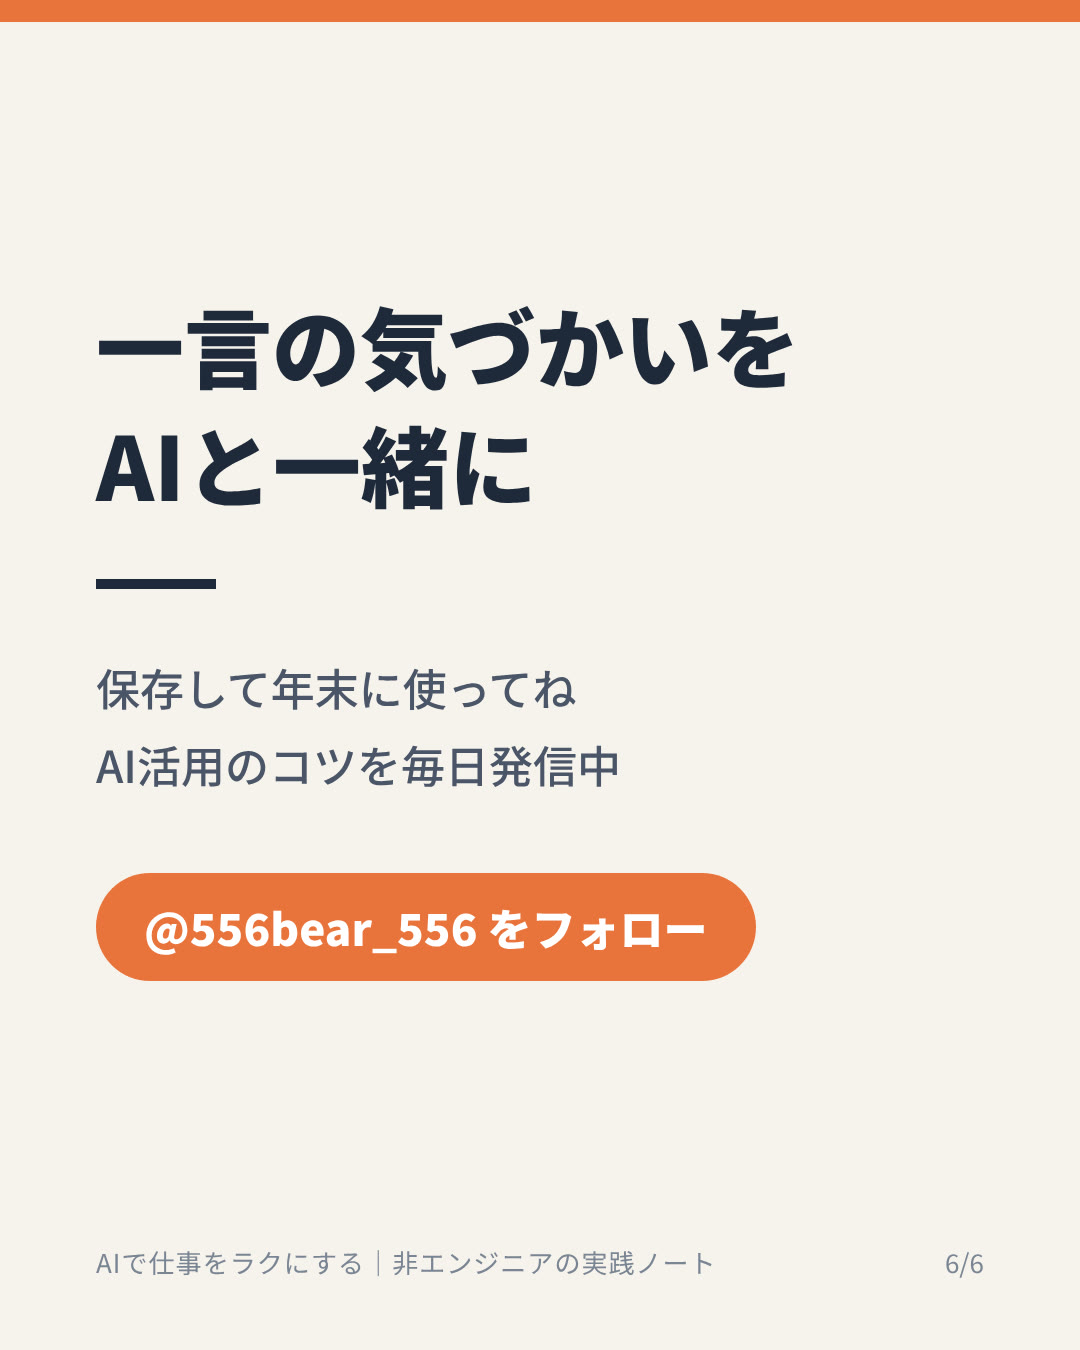 一言の気づかいを
AIと一緒に
保存して年末に使ってね
AI活用のコツを毎日発信中
@556bear_556 をフォロー
AIで仕事をラクにする｜非エンジニアの実践ノート
6/6